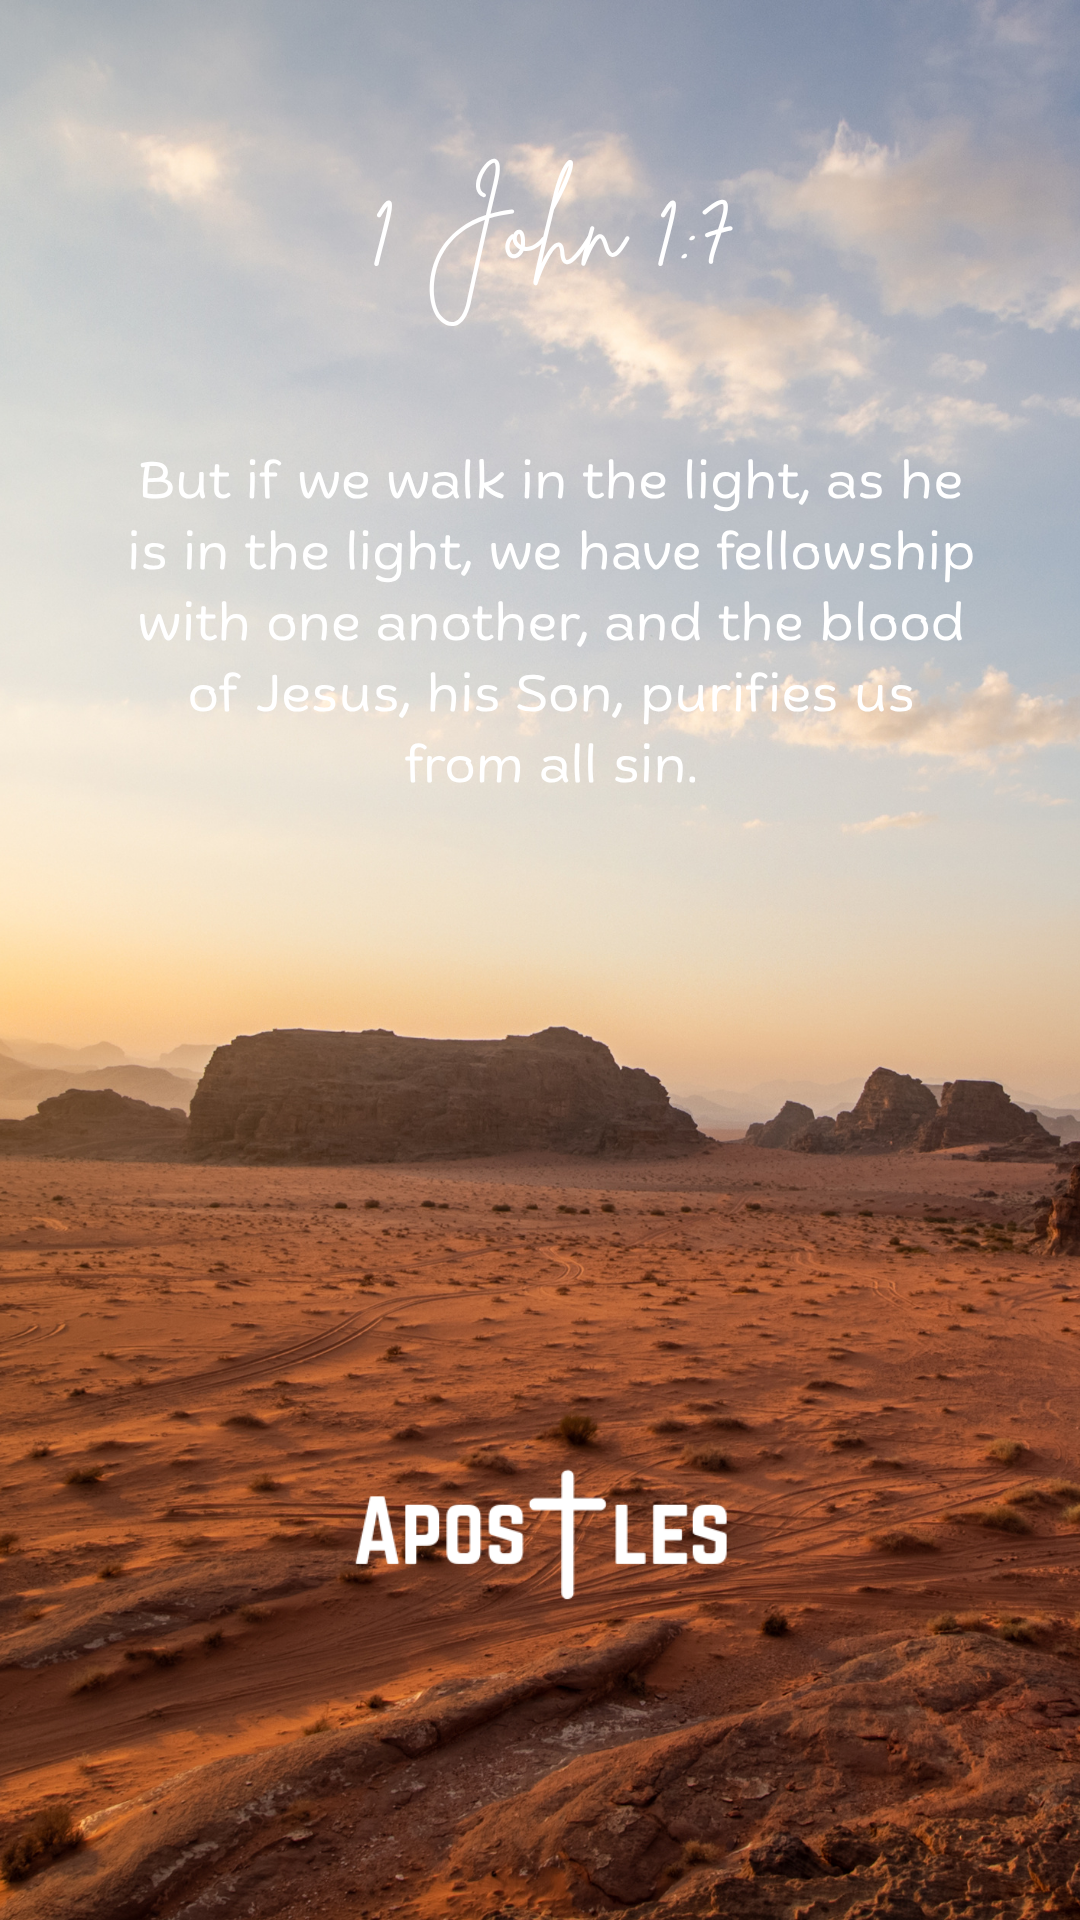 1 John 1:7
But if we walk in the light, as he
is in the light, we have fellowship
with one another, and the blood
of Jesus, his Son, purifies us
from all sin.
APOSTLES